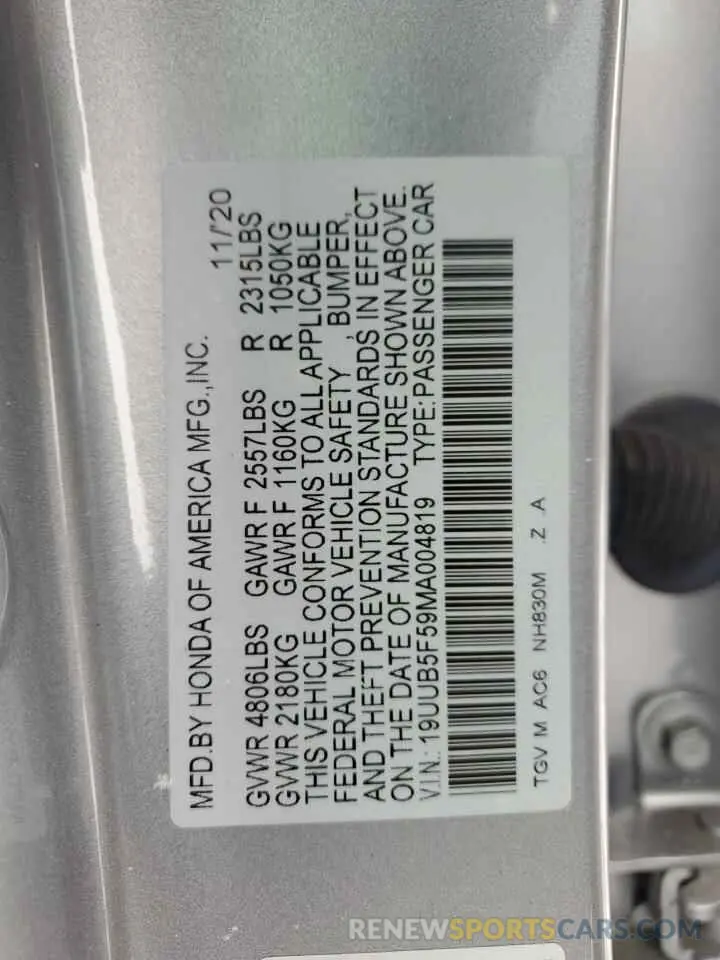 MFD.BY HONDA OF AMERICA MFG.,INC. 11/'20
GVWR 4806LBS GAWR F 2557LBS R 2315LBS
GVWR 2180KG GAWR F 1160KG R 1050KG
THIS VEHICLE CONFORMS TO ALL APPLICABLE
FEDERAL MOTOR VEHICLE SAFETY , BUMPER,
AND THEFT PREVENTION STANDARDS IN EFFECT
ON THE DATE OF MANUFACTURE SHOWN ABOVE.
V.I.N.: 19UUB5F59MA004819 TYPE:PASSENGER CAR
TGV M AC6 NH830M .Z .A
RENEWSPORTSCARS.COM